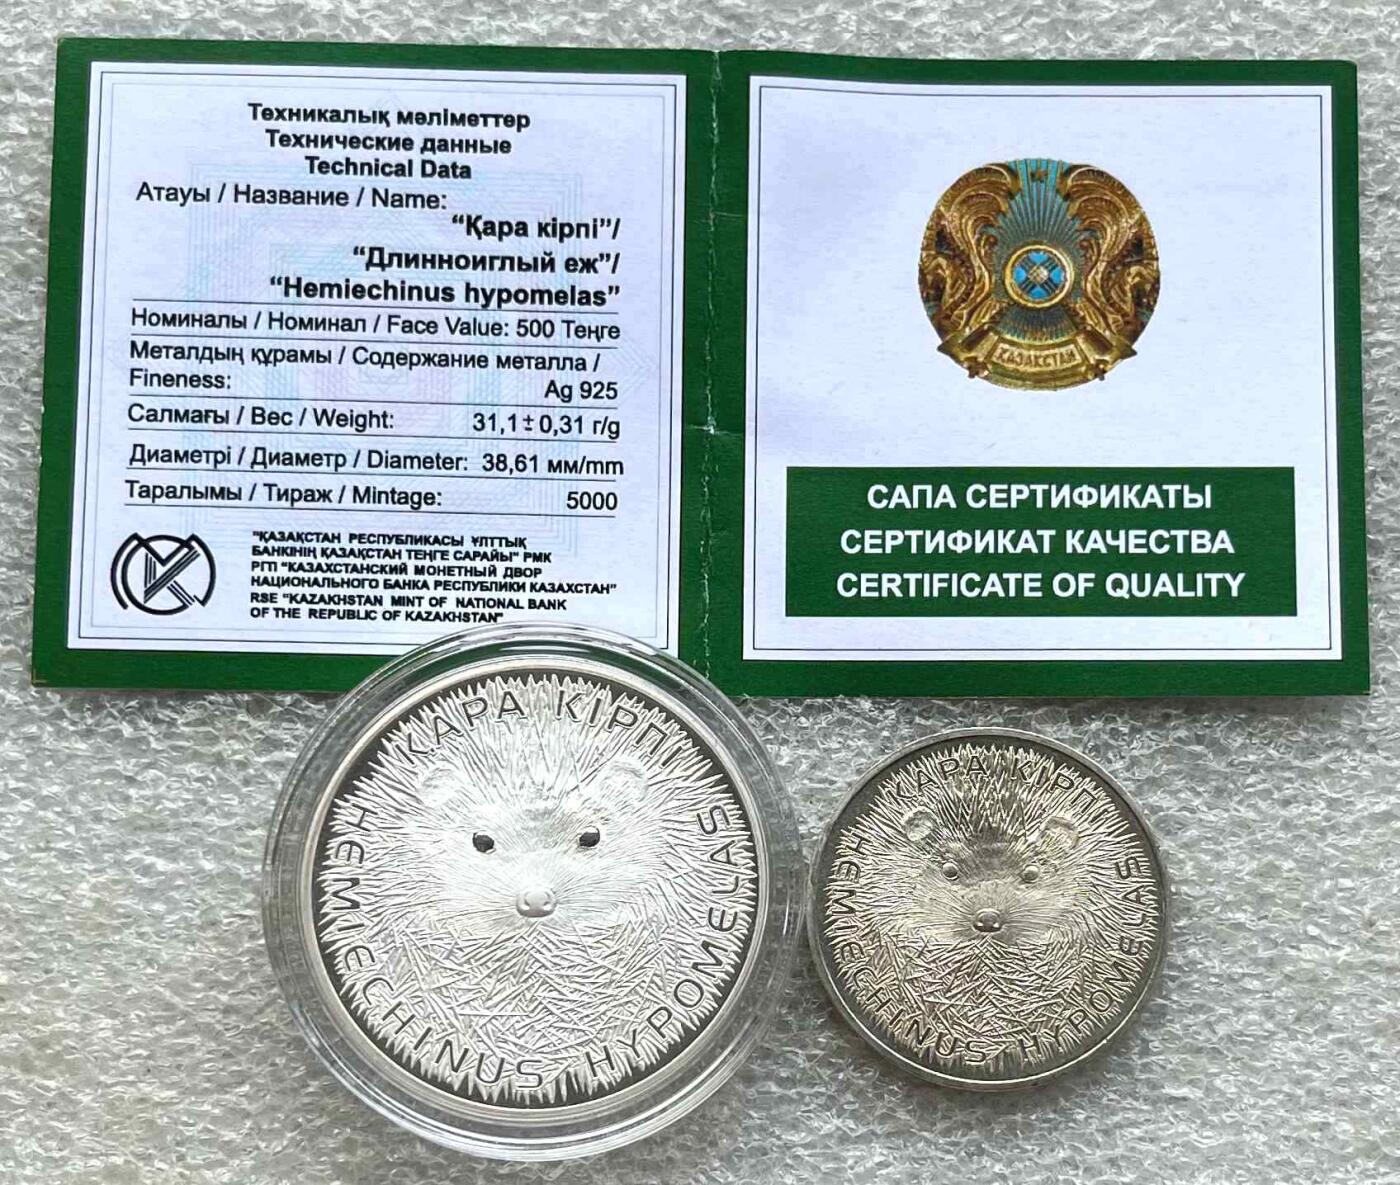 Техникалық мәліметтер
Технические данные
Technical Data
Атауы / Название / Name:
“Қара кірпі”/
“Длинноиглый еж”/
“Hemiechinus hypomelas”
Номиналы / Номинал / Face Value: 500 Теңге
Металдың құрамы / Содержание металла /
Fineness: Ag 925
Салмағы / Вес / Weight: 31,1± 0,31 г/g
Диаметрі / Диаметр / Diameter: 38,61 мм/mm
Таралымы / Тираж / Mintage: 5000
"ҚАЗАҚСТАН РЕСПУБЛИКАСЫ ҰЛТТЫҚ
БАНКІНІҢ ҚАЗАҚСТАН ТЕҢГЕ САРАЙЫ" РМК
РГП "КАЗАХСТАНСКИЙ МОНЕТНЫЙ ДВОР
НАЦИОНАЛЬНОГО БАНКА РЕСПУБЛИКИ КАЗАХСТАН"
RSE "KAZAKHSTAN MINT OF NATIONAL BANK
OF THE REPUBLIC OF KAZAKHSTAN"
ҚАЗАҚСТАН
САПА СЕРТИФИКАТЫ
СЕРТИФИКАТ КАЧЕСТВА
CERTIFICATE OF QUALITY
ҚАРА КІРПІ
HEMIECHINUS HYPOMELAS
ҚАРА КІРПІ
HEMIECHINUS HYPOMELAS